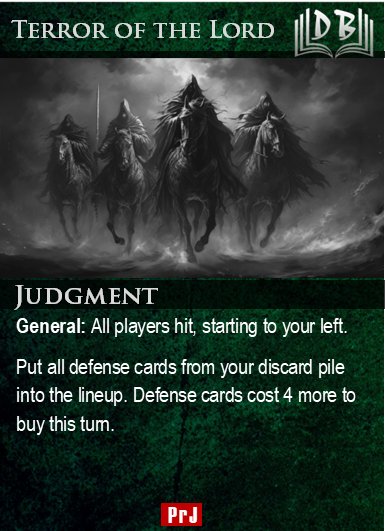 Terror of the Lord
DB
Judgment
General: All players hit, starting to your left.
Put all defense cards from your discard pile
into the lineup. Defense cards cost 4 more to
buy this turn.
PrJ